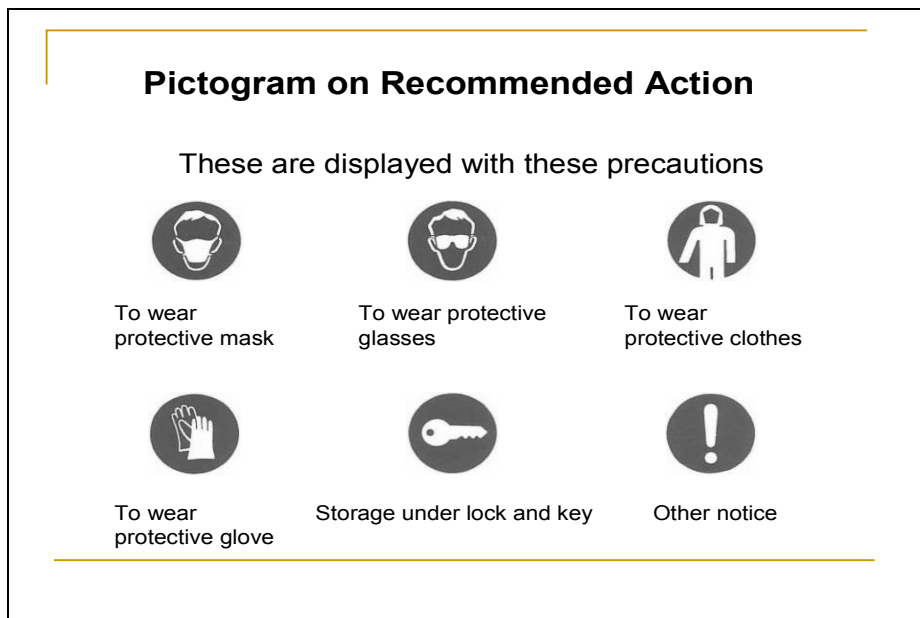 Pictogram on Recommended Action
These are displayed with these precautions
To wear
protective mask
To wear protective
glasses
To wear
protective clothes
To wear
protective glove
Storage under lock and key
Other notice